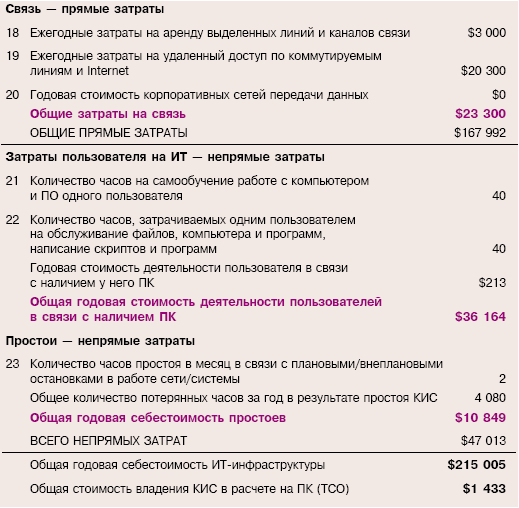 Связь — прямые затраты
18 Ежегодные затраты на аренду выделенных линий и каналов связи $3 000
19 Ежегодные затраты на удаленный доступ по коммутируемым
линиям и Internet $20 300
20 Годовая стоимость корпоративных сетей передачи данных $0
Общие затраты на связь $23 300
ОБЩИЕ ПРЯМЫЕ ЗАТРАТЫ $167 992
Затраты пользователя на ИТ — непрямые затраты
21 Количество часов на самообучение работе с компьютером
и ПО одного пользователя 40
22 Количество часов, затрачиваемых одним пользователем
на обслуживание файлов, компьютера и программ,
написание скриптов и программ 40
Годовая стоимость деятельности пользователя в связи
с наличием у него ПК $213
Общая годовая стоимость деятельности пользователей
в связи с наличием ПК $36 164
Простои — непрямые затраты
23 Количество часов простоя в месяц в связи с плановыми/внеплановыми
остановками в работе сети/системы 2
Общее количество потерянных часов за год в результате простоя КИС 4 080
Общая годовая себестоимость простоев $10 849
ВСЕГО НЕПРЯМЫХ ЗАТРАТ $47 013
Общая годовая себестоимость ИТ-инфраструктуры $215 005
Общая стоимость владения КИС в расчете на ПК (TCO) $1 433